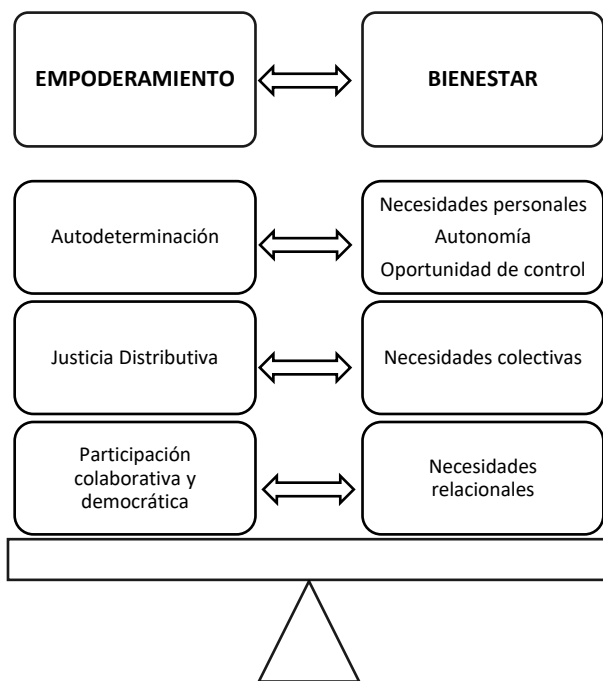 EMPODERAMIENTO
BIENESTAR
Autodeterminación
Necesidades personales
Autonomía
Oportunidad de control
Justicia Distributiva
Necesidades colectivas
Participación
colaborativa y
democrática
Necesidades
relacionales